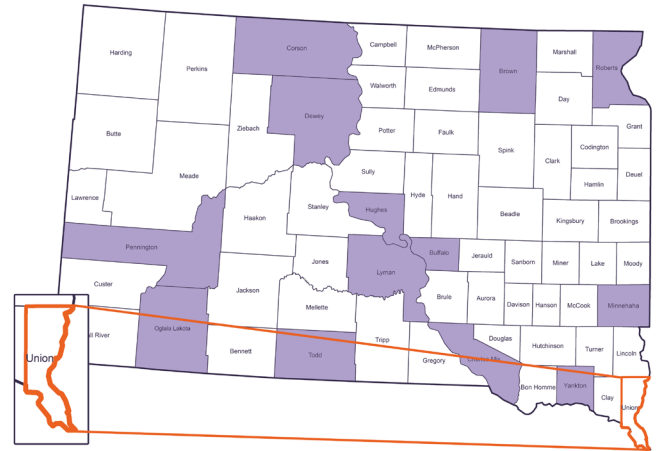 Harding
Perkins
Corson
Campbell
McPherson
Brown
Marshall
Roberts
Walworth
Edmunds
Day
Dewey
Ziebach
Butte
Potter
Faulk
Grant
Spink
Clark
Codington
Hamlin
Deuel
Meade
Sully
Hyde
Hand
Lawrence
Stanley
Hughes
Haakon
Beadle
Kingsbury
Brookings
Pennington
Buffalo
Jerauld
Sanborn
Miner
Lake
Moody
Jones
Lyman
Custer
Jackson
Brule
Aurora
Davison
Hanson
McCook
Minnehaha
Mellette
Oglala Lakota
Tripp
Douglas
Hutchinson
Turner
Lincoln
Union
ll River
Bennett
Todd
Gregory
Charles Mix
Bon Homme
Yankton
Clay
Union